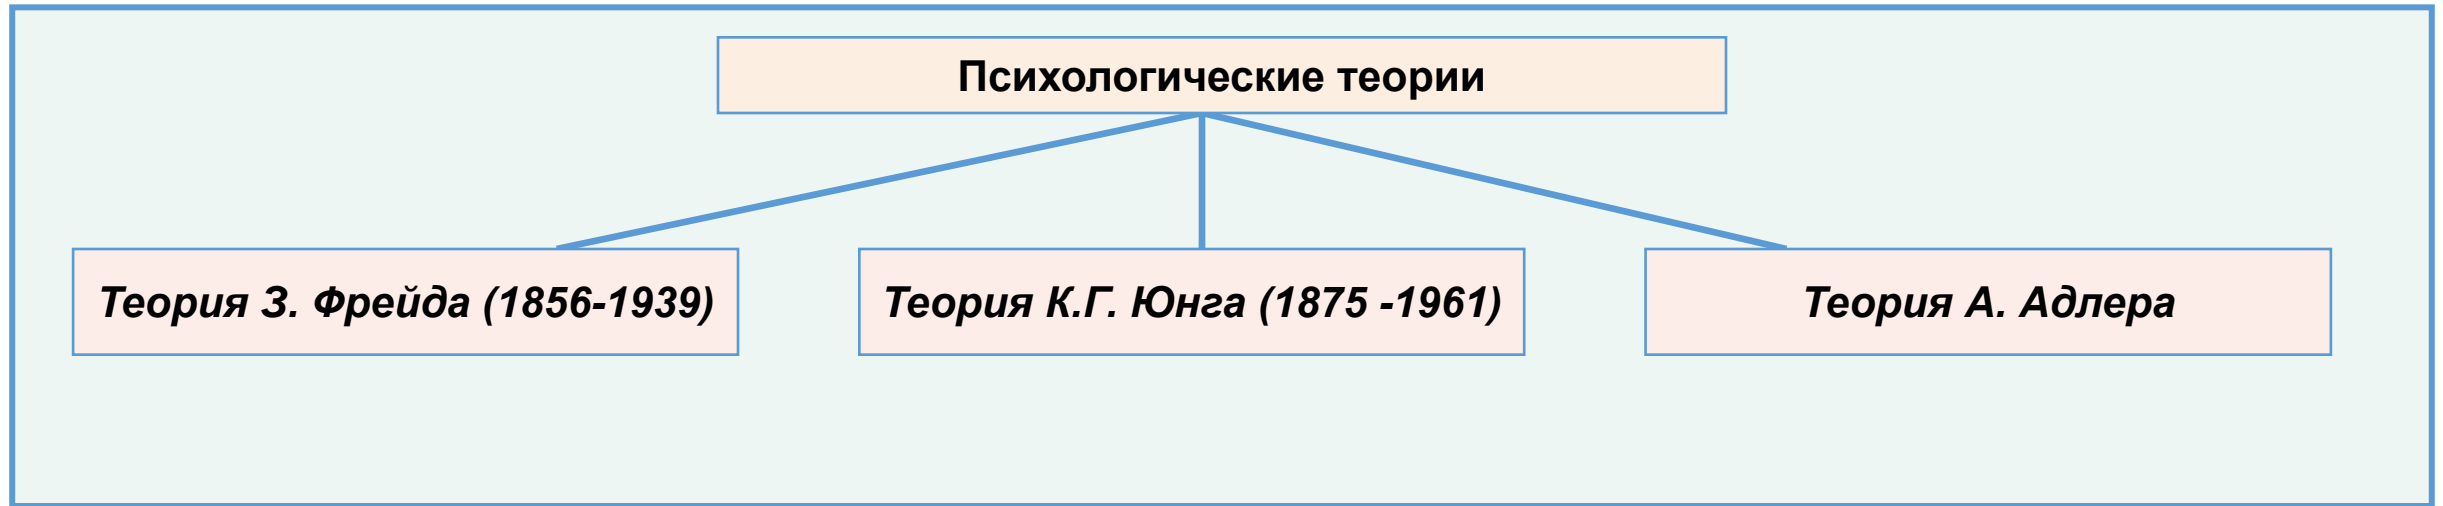 Психологические теории
Теория З. Фрейда (1856-1939)
Теория К.Г. Юнга (1875 -1961)
Теория А. Адлера